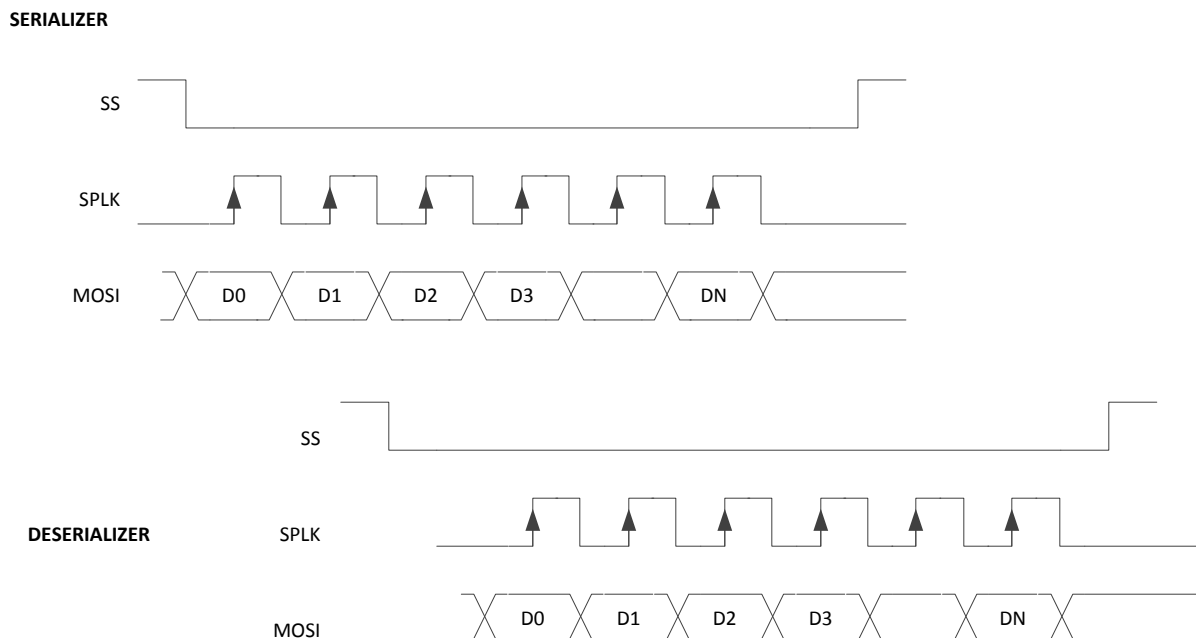 SERIALIZER
SS
SPLK
MOSI
D0 D1 D2 D3 DN
SS
DESERIALIZER
SPLK
MOSI
D0 D1 D2 D3 DN